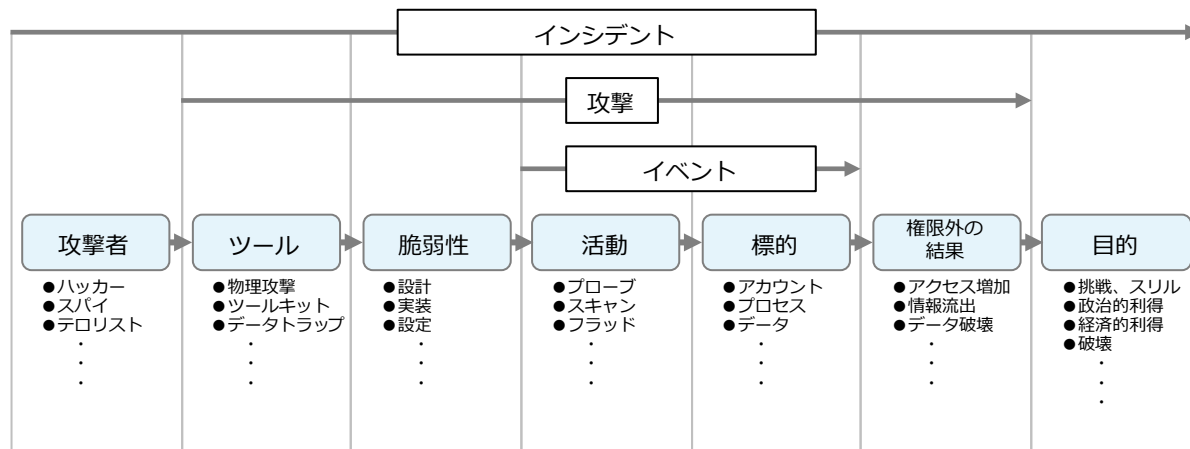 インシデント
攻撃
イベント
攻撃者
●ハッカー
●スパイ
●テロリスト
・
・
・
ツール
●物理攻撃
●ツールキット
●データトラップ
・
・
・
脆弱性
●設計
●実装
●設定
・
・
・
活動
●プローブ
●スキャン
●フラッド
・
・
・
標的
●アカウント
●プロセス
●データ
・
・
・
権限外の
結果
●アクセス増加
●情報流出
●データ破壊
・
・
・
目的
●挑戦、スリル
●政治的利得
●経済的利得
●破壊
・
・
・